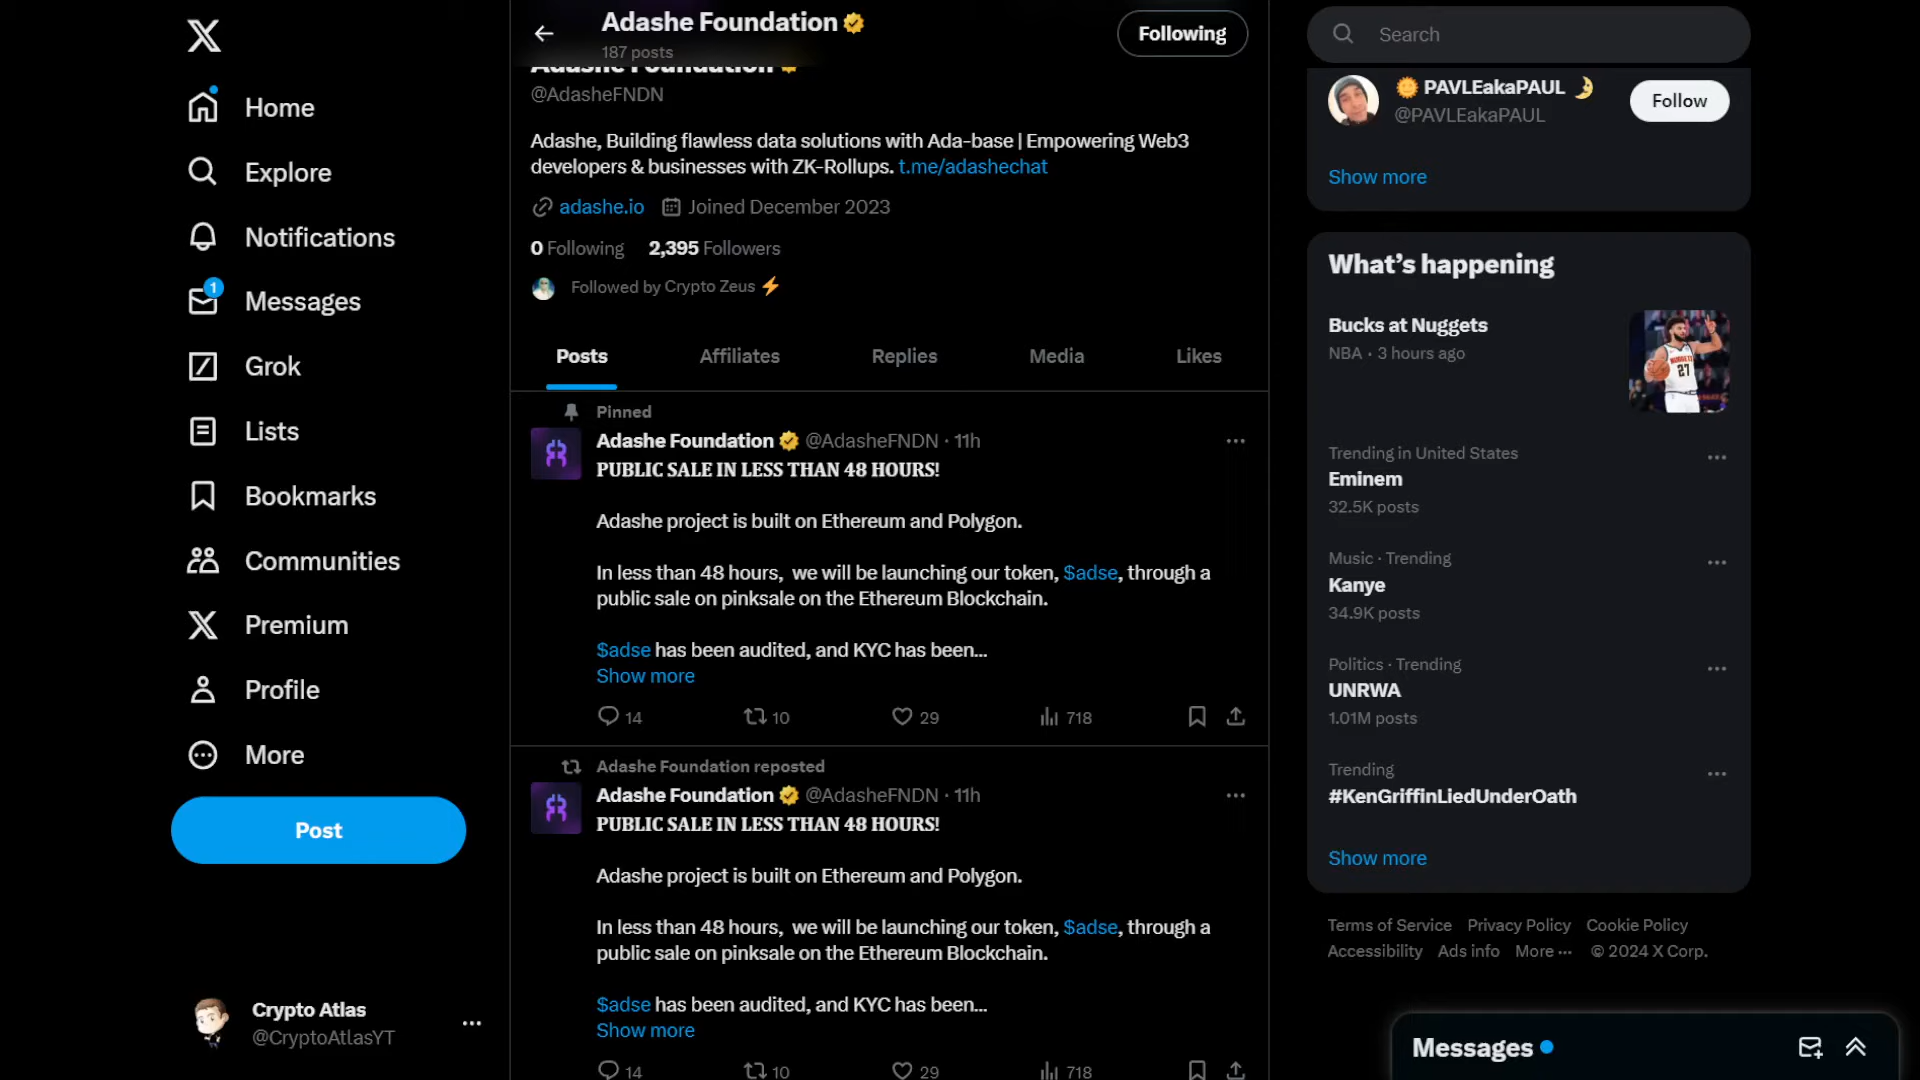 Home
Explore
Notifications
1
Messages
Grok
Lists
Bookmarks
Communities
Premium
Profile
More
Post
Crypto Atlas
@CryptoAtlasYT
Adashe Foundation
187 posts
Following
Adashe Foundation
@AdasheFNDN
Adashe, Building flawless data solutions with Ada-base | Empowering Web3
developers & businesses with ZK-Rollups. t.me/adashechat
adashe.io Joined December 2023
0 Following 2,395 Followers
Followed by Crypto Zeus ⚡
Posts Affiliates Replies Media Likes
Pinned
Adashe Foundation @AdasheFNDN · 11h
PUBLIC SALE IN LESS THAN 48 HOURS!
Adashe project is built on Ethereum and Polygon.
In less than 48 hours,  we will be launching our token, $adse, through a
public sale on pinksale on the Ethereum Blockchain.
$adse has been audited, and KYC has been...
Show more
14 10 29 718
Adashe Foundation reposted
Adashe Foundation @AdasheFNDN · 11h
PUBLIC SALE IN LESS THAN 48 HOURS!
Adashe project is built on Ethereum and Polygon.
In less than 48 hours,  we will be launching our token, $adse, through a
public sale on pinksale on the Ethereum Blockchain.
$adse has been audited, and KYC has been...
Show more
14 10 29 718
Search
🌞 PAVLEakaPAUL 🌛
@PAVLEakaPAUL
Follow
Show more
What's happening
Bucks at Nuggets
NBA · 3 hours ago
NUGGETS
27
Trending in United States
Eminem
32.5K posts
Music · Trending
Kanye
34.9K posts
Politics · Trending
UNRWA
1.01M posts
Trending
#KenGriffinLiedUnderOath
Show more
Terms of Service Privacy Policy Cookie Policy
Accessibility Ads info More ··· © 2024 X Corp.
Messages